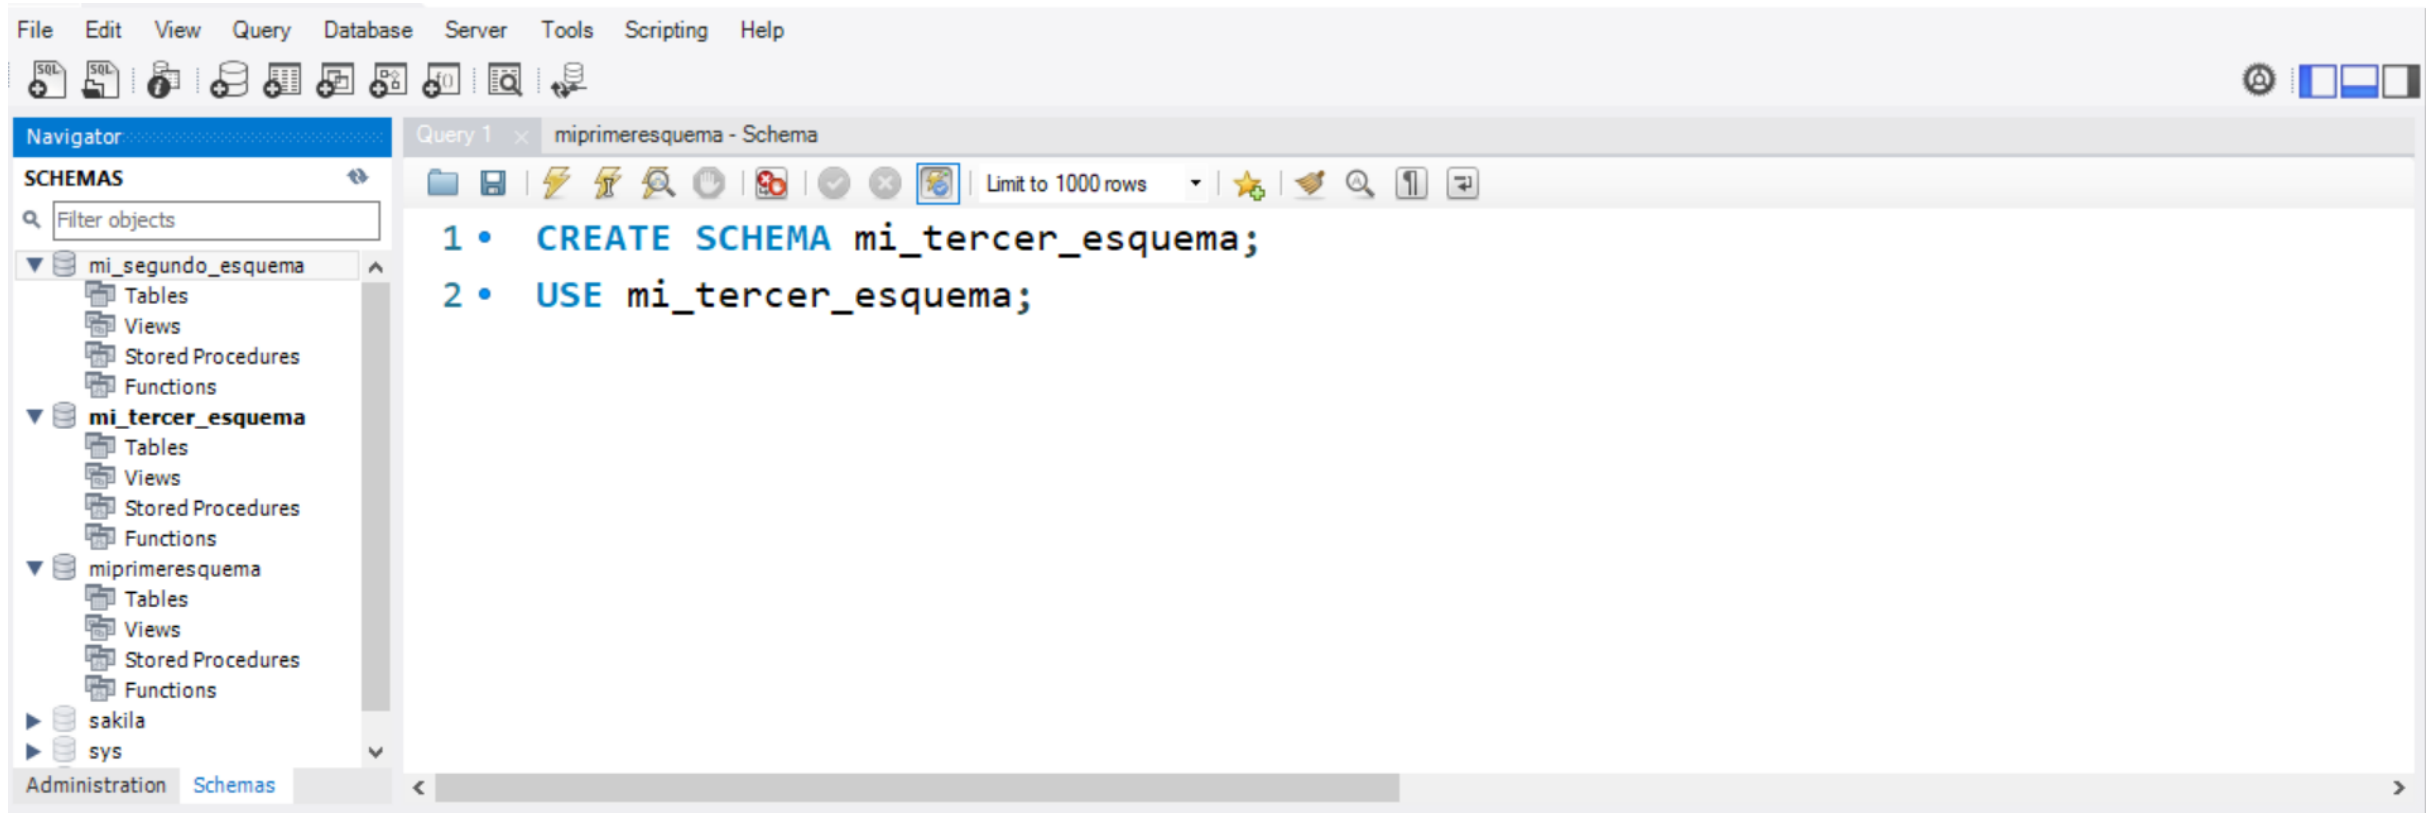 File Edit View Query Database Server Tools Scripting Help
SQL SQL
Navigator
SCHEMAS
Filter objects
mi_segundo_esquema
Tables
Views
Stored Procedures
Functions
mi_tercer_esquema
Tables
Views
Stored Procedures
Functions
miprimeresquema
Tables
Views
Stored Procedures
Functions
sakila
sys
Administration Schemas
Query 1 miprimeresquema - Schema
Limit to 1000 rows
1 CREATE SCHEMA mi_tercer_esquema;
2 USE mi_tercer_esquema;